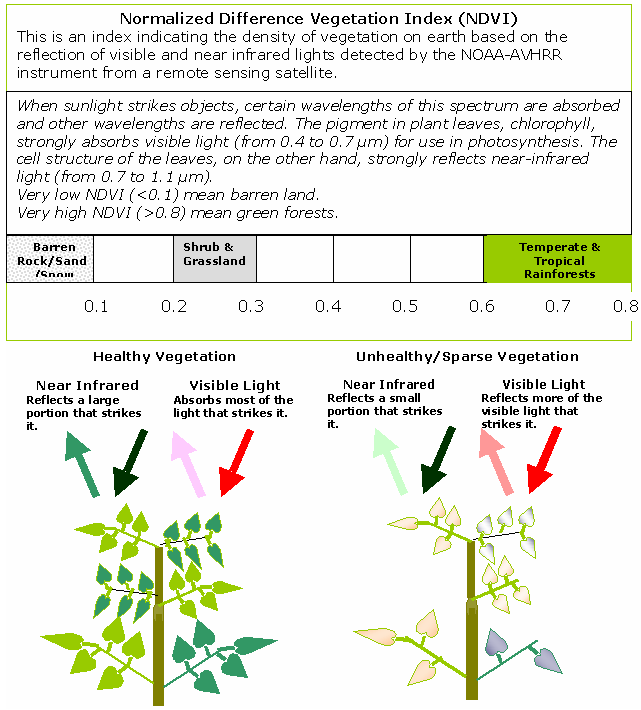 Normalized Difference Vegetation Index (NDVI)
This is an index indicating the density of vegetation on earth based on the
reflection of visible and near infrared lights detected by the NOAA-AVHRR
instrument from a remote sensing satellite.
When sunlight strikes objects, certain wavelengths of this spectrum are absorbed
and other wavelengths are reflected. The pigment in plant leaves, chlorophyll,
strongly absorbs visible light (from 0.4 to 0.7 µm) for use in photosynthesis. The
cell structure of the leaves, on the other hand, strongly reflects near-infrared
light (from 0.7 to 1.1 µm).
Very low NDVI (<0.1) mean barren land.
Very high NDVI (>0.8) mean green forests.
Barren
Rock/Sand
/Snow
Shrub &
Grassland
Temperate &
Tropical
Rainforests
0.1 0.2 0.3 0.4 0.5 0.6 0.7 0.8
Healthy Vegetation
Near Infrared
Reflects a large
portion that strikes
it.
Visible Light
Absorbs most of the
light that strikes it.
Unhealthy/Sparse Vegetation
Near Infrared
Reflects a small
portion that strikes
it.
Visible Light
Reflects more of the
visible light that
strikes it.